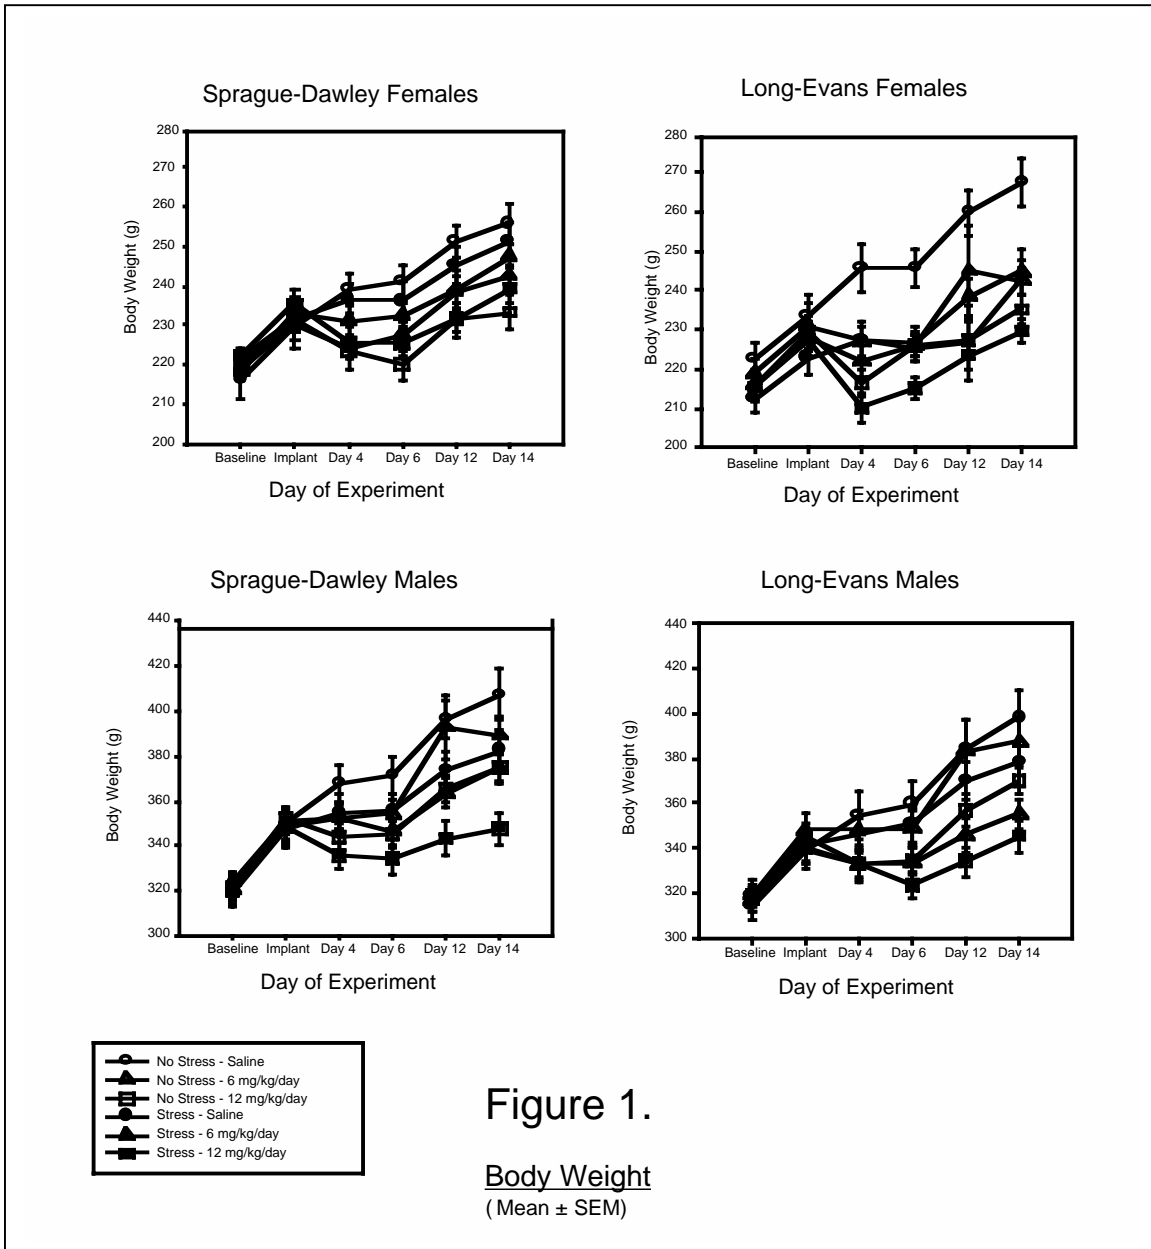 Sprague-Dawley Females
280
270
260
250
240
230
220
210
200
Body Weight (g)
Baseline Implant Day 4 Day 6 Day 12 Day 14
Day of Experiment
Long-Evans Females
280
270
260
250
240
230
220
210
200
Body Weight (g)
Baseline Implant Day 4 Day 6 Day 12 Day 14
Day of Experiment
Sprague-Dawley Males
440
420
400
380
360
340
320
300
Body Weight (g)
Baseline Implant Day 4 Day 6 Day 12 Day 14
Day of Experiment
Long-Evans Males
440
420
400
380
360
340
320
300
Body Weight (g)
Baseline Implant Day 4 Day 6 Day 12 Day 14
Day of Experiment
No Stress - Saline
No Stress - 6 mg/kg/day
No Stress - 12 mg/kg/day
Stress - Saline
Stress - 6 mg/kg/day
Stress - 12 mg/kg/day
Figure 1.
Body Weight
( Mean ± SEM)